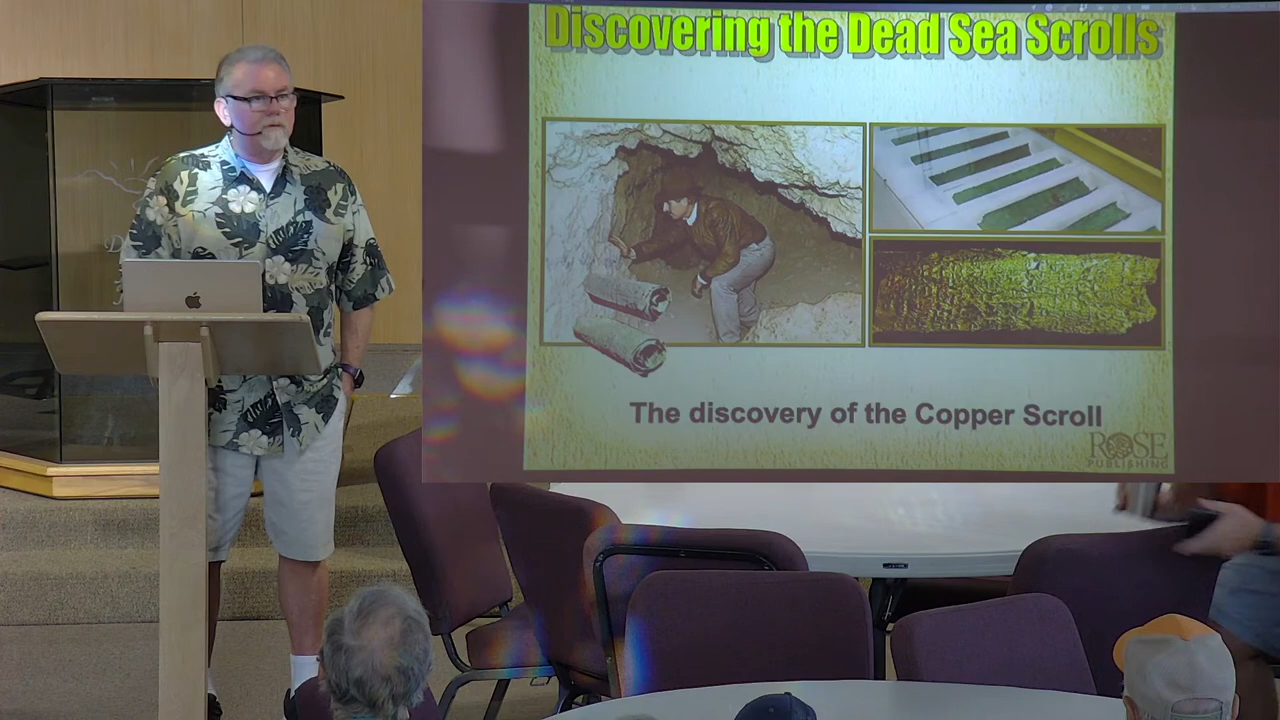 Discovering the Dead Sea Scrolls
The discovery of the Copper Scroll
ROSE
PUBLISHING